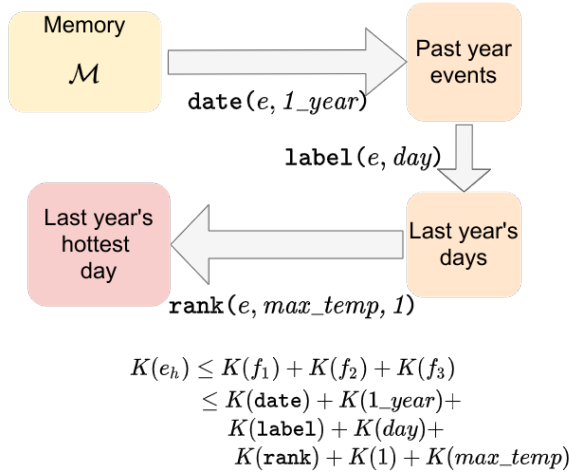 Memory
ℳ
date(e, 1_year)
Past year
events
label(e, day)
Last year's
days
rank(e, max_temp, 1)
Last year's
hottest
day
K(e_h) ≤ K(f_1) + K(f_2) + K(f_3)
≤ K(date) + K(1_year)+
K(label) + K(day)+
K(rank) + K(1) + K(max_temp)